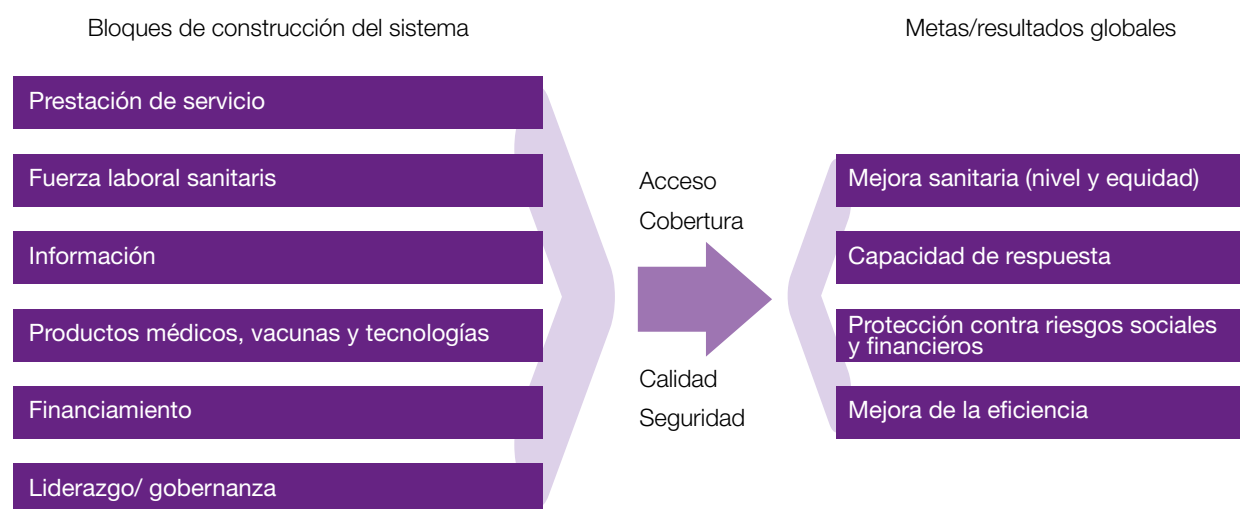 Bloques de construcción del sistema
Prestación de servicio
Fuerza laboral sanitaris
Información
Productos médicos, vacunas y tecnologías
Financiamiento
Liderazgo/ gobernanza
Acceso
Cobertura
Calidad
Seguridad
Metas/resultados globales
Mejora sanitaria (nivel y equidad)
Capacidad de respuesta
Protección contra riesgos sociales
y financieros
Mejora de la eficiencia